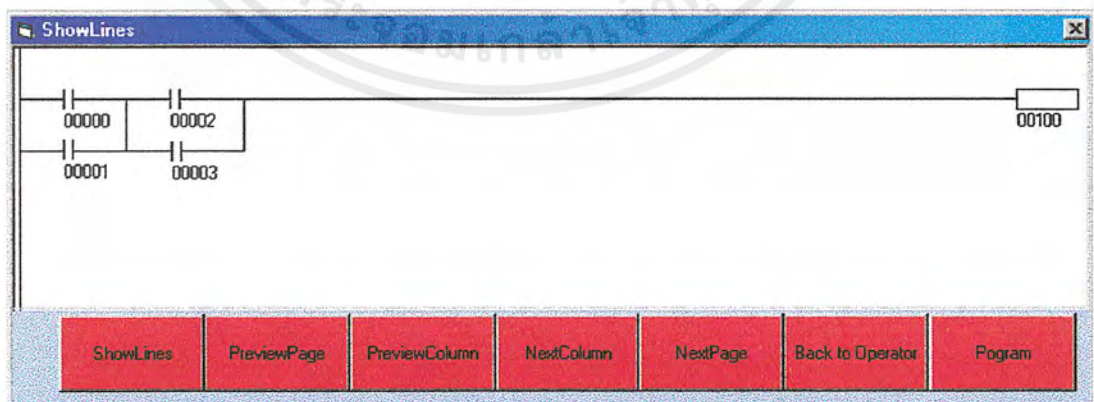 ShowLines
00000 00002 00100
00001 00003
ShowLines PreviewPage PreviewColumn NextColumn NextPage Back to Operator Pogram